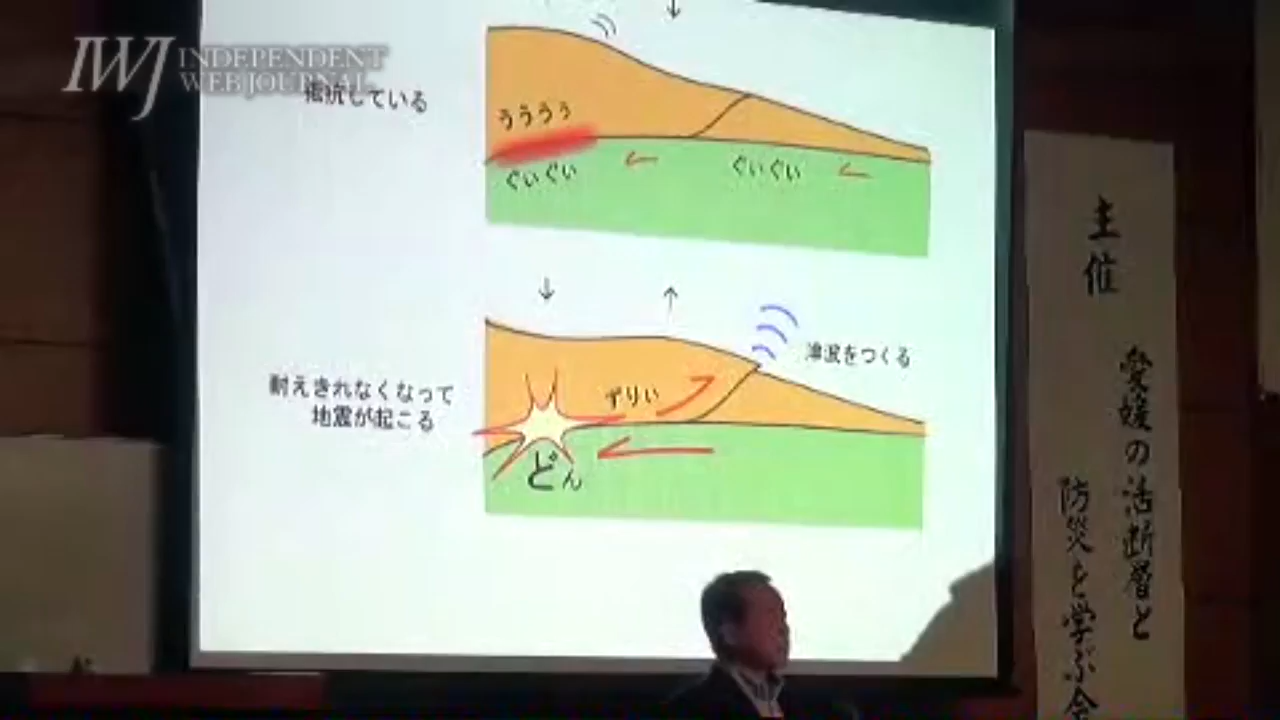 IWJ INDEPENDENT
WEB JOURNAL
抵抗している
うううう
ぐいぐい
ぐいぐい
耐えきれなくなって
地震が起こる
ずりい
どん
津波をつくる
主催
愛媛の活断層と
防災を学ぶ会